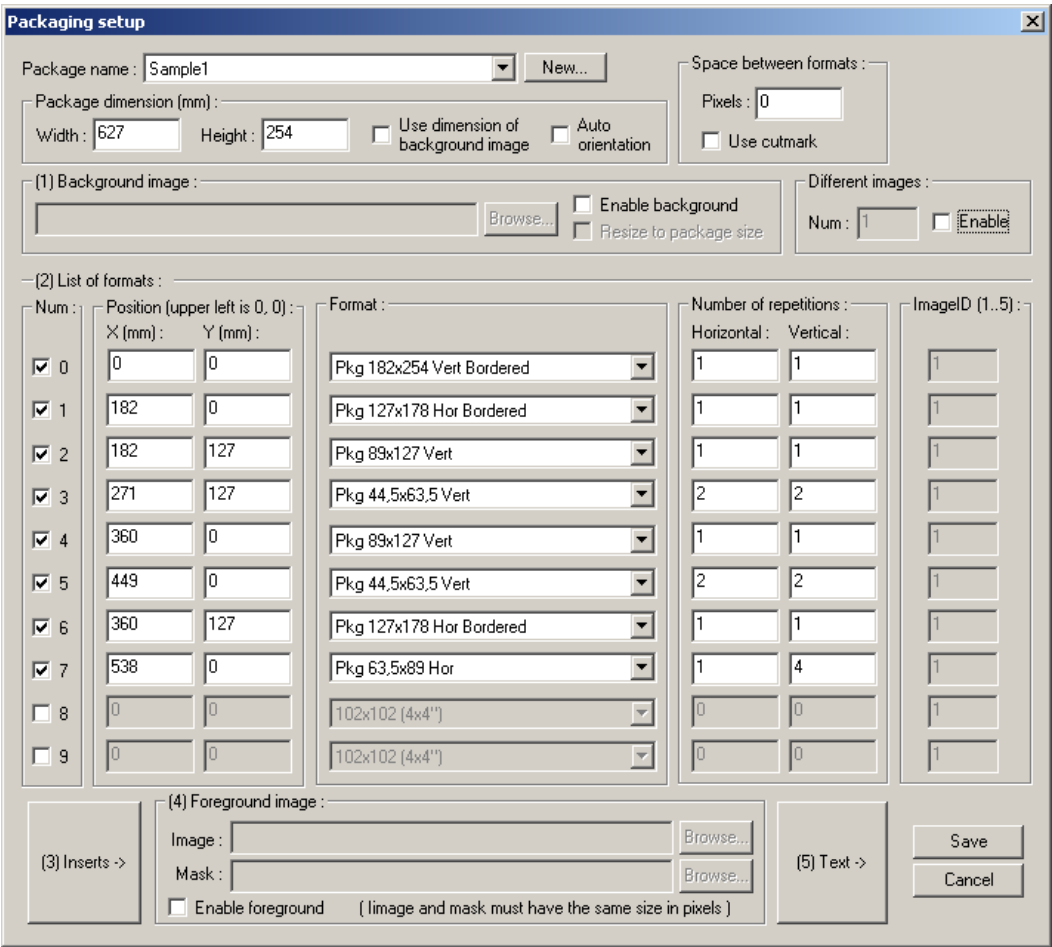 Packaging setup
Package name : Sample1 New...
Space between formats :
Pixels : 0
Use cutmark
Package dimension (mm) :
Width : 627 Height : 254 Use dimension of background image Auto orientation
(1) Background image :
Browse... Enable background
Resize to package size
Different images :
Num : 1 Enable
(2) List of formats :
Num : Position (upper left is 0, 0) : Format : Number of repetitions : ImageID (1..5) :
X (mm) : Y (mm) : Horizontal : Vertical :
0 0 0 Pkg 182x254 Vert Bordered 1 1 1
1 182 0 Pkg 127x178 Hor Bordered 1 1 1
2 182 127 Pkg 89x127 Vert 1 1 1
3 271 127 Pkg 44,5x63,5 Vert 2 2 1
4 360 0 Pkg 89x127 Vert 1 1 1
5 449 0 Pkg 44,5x63,5 Vert 2 2 1
6 360 127 Pkg 127x178 Hor Bordered 1 1 1
7 538 0 Pkg 63,5x89 Hor 1 4 1
8 0 0 102x102 (4x4'') 0 0 1
9 0 0 102x102 (4x4'') 0 0 1
(3) Inserts ->
(4) Foreground image :
Image : Browse...
Mask : Browse...
Enable foreground ( Iimage and mask must have the same size in pixels )
(5) Text ->
Save
Cancel